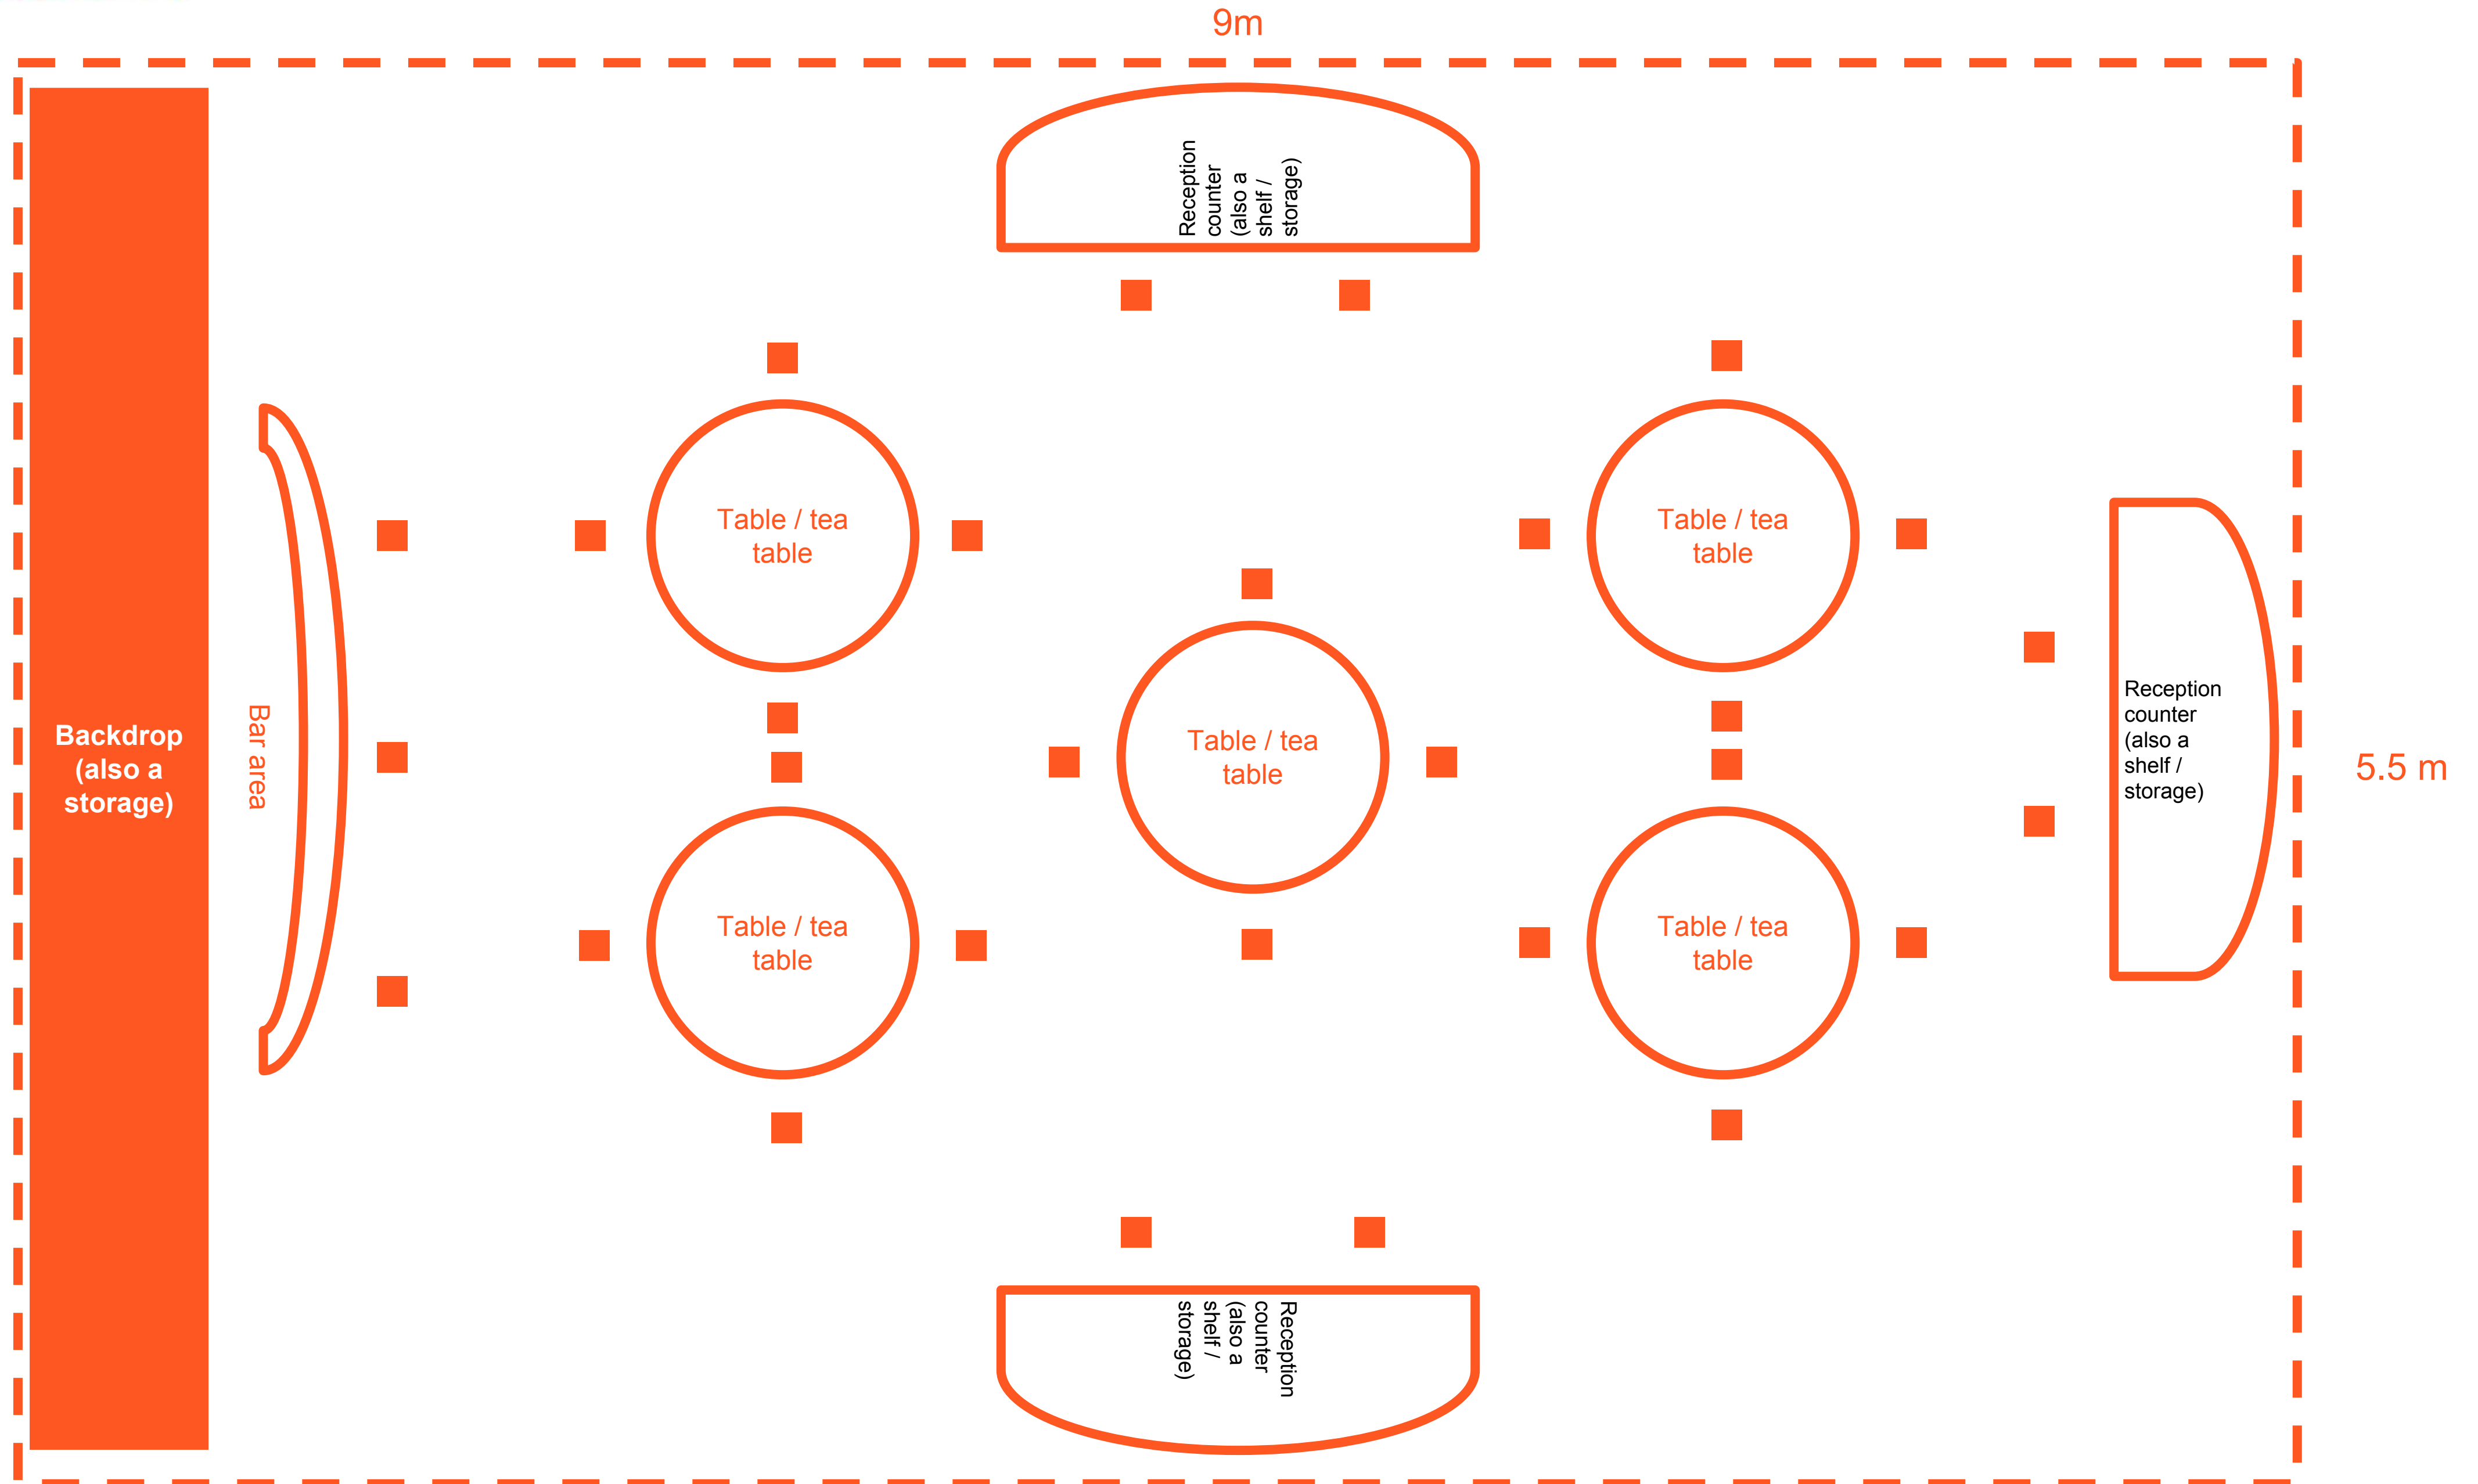 9m
Reception
counter
(also a
shelf /
storage)
Table / tea
table
Table / tea
table
Backdrop
(also a
storage)
Bar area
Table / tea
table
Reception
counter
(also a
shelf /
storage)
5.5 m
Table / tea
table
Table / tea
table
Reception
counter
(also a
shelf /
storage)